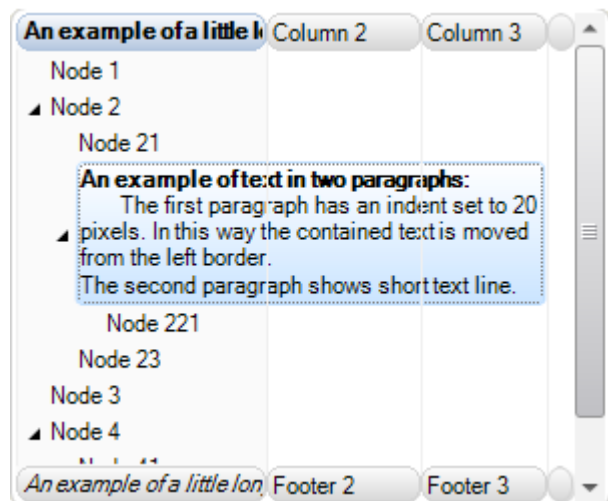 An example of a little l Column 2 Column 3
Node 1
Node 2
Node 21
An example of text in two paragraphs:
The first paragraph has an indent set to 20
pixels. In this way the contained text is moved
from the left border.
The second paragraph shows short text line.
Node 221
Node 23
Node 3
Node 4
An example of a little lon Footer 2 Footer 3